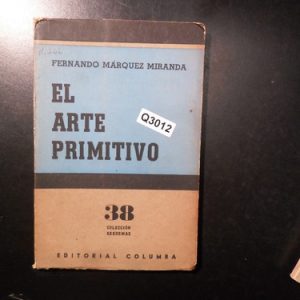 FERNANDO MÁRQUEZ MIRANDA
EL
ARTE
PRIMITIVO
Q3012
38
COLECCIÓN
ESQUEMAS
EDITORIAL COLUMBA